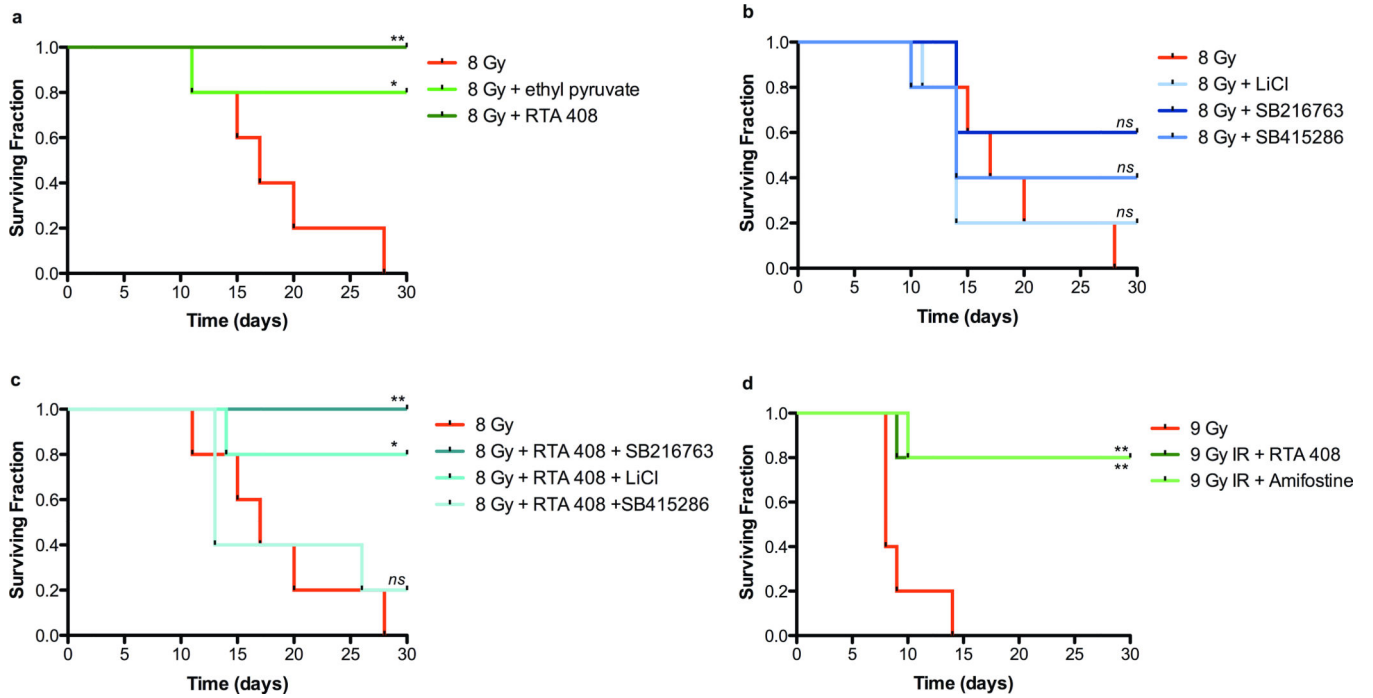 a
1.0
0.8
0.6
0.4
0.2
0.0
0 5 10 15 20 25 30
Surviving Fraction
Time (days)
**
*
8 Gy
8 Gy + ethyl pyruvate
8 Gy + RTA 408
b
1.0
0.8
0.6
0.4
0.2
0.0
0 5 10 15 20 25 30
Surviving Fraction
Time (days)
ns
ns
ns
8 Gy
8 Gy + LiCl
8 Gy + SB216763
8 Gy + SB415286
c
1.0
0.8
0.6
0.4
0.2
0.0
0 5 10 15 20 25 30
Surviving Fraction
Time (days)
**
*
ns
8 Gy
8 Gy + RTA 408 + SB216763
8 Gy + RTA 408 + LiCl
8 Gy + RTA 408 +SB415286
d
1.0
0.8
0.6
0.4
0.2
0.0
0 5 10 15 20 25 30
Surviving Fraction
Time (days)
**
**
9 Gy
9 Gy IR + RTA 408
9 Gy IR + Amifostine